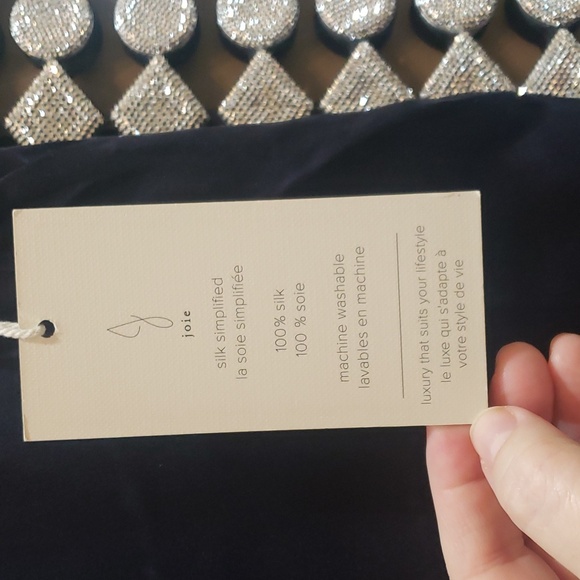 joie
silk simplified
la soie simplifiée
100% silk
100 % soie
machine washable
lavables en machine
luxury that suits your lifestyle
le luxe qui s'adapte à
votre style de vie